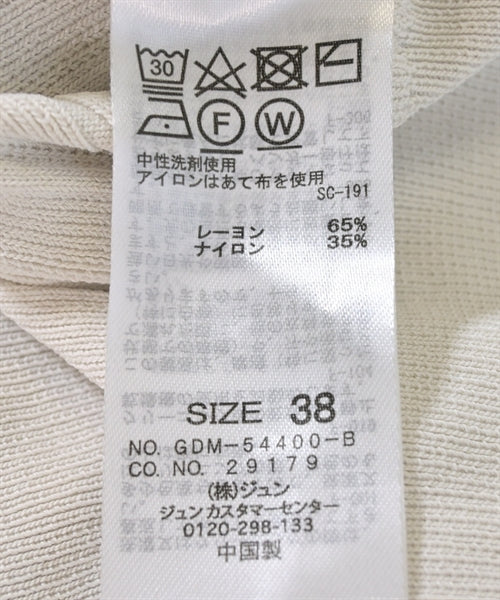 30
F W
中性洗剤使用
アイロンはあて布を使用
SC-191
レーヨン 65%
ナイロン 35%
SIZE 38
NO. GDM-54400-B
CO. NO. 29179
(株)ジュン
ジュンカスタマーセンター
0120-298-133
中国製